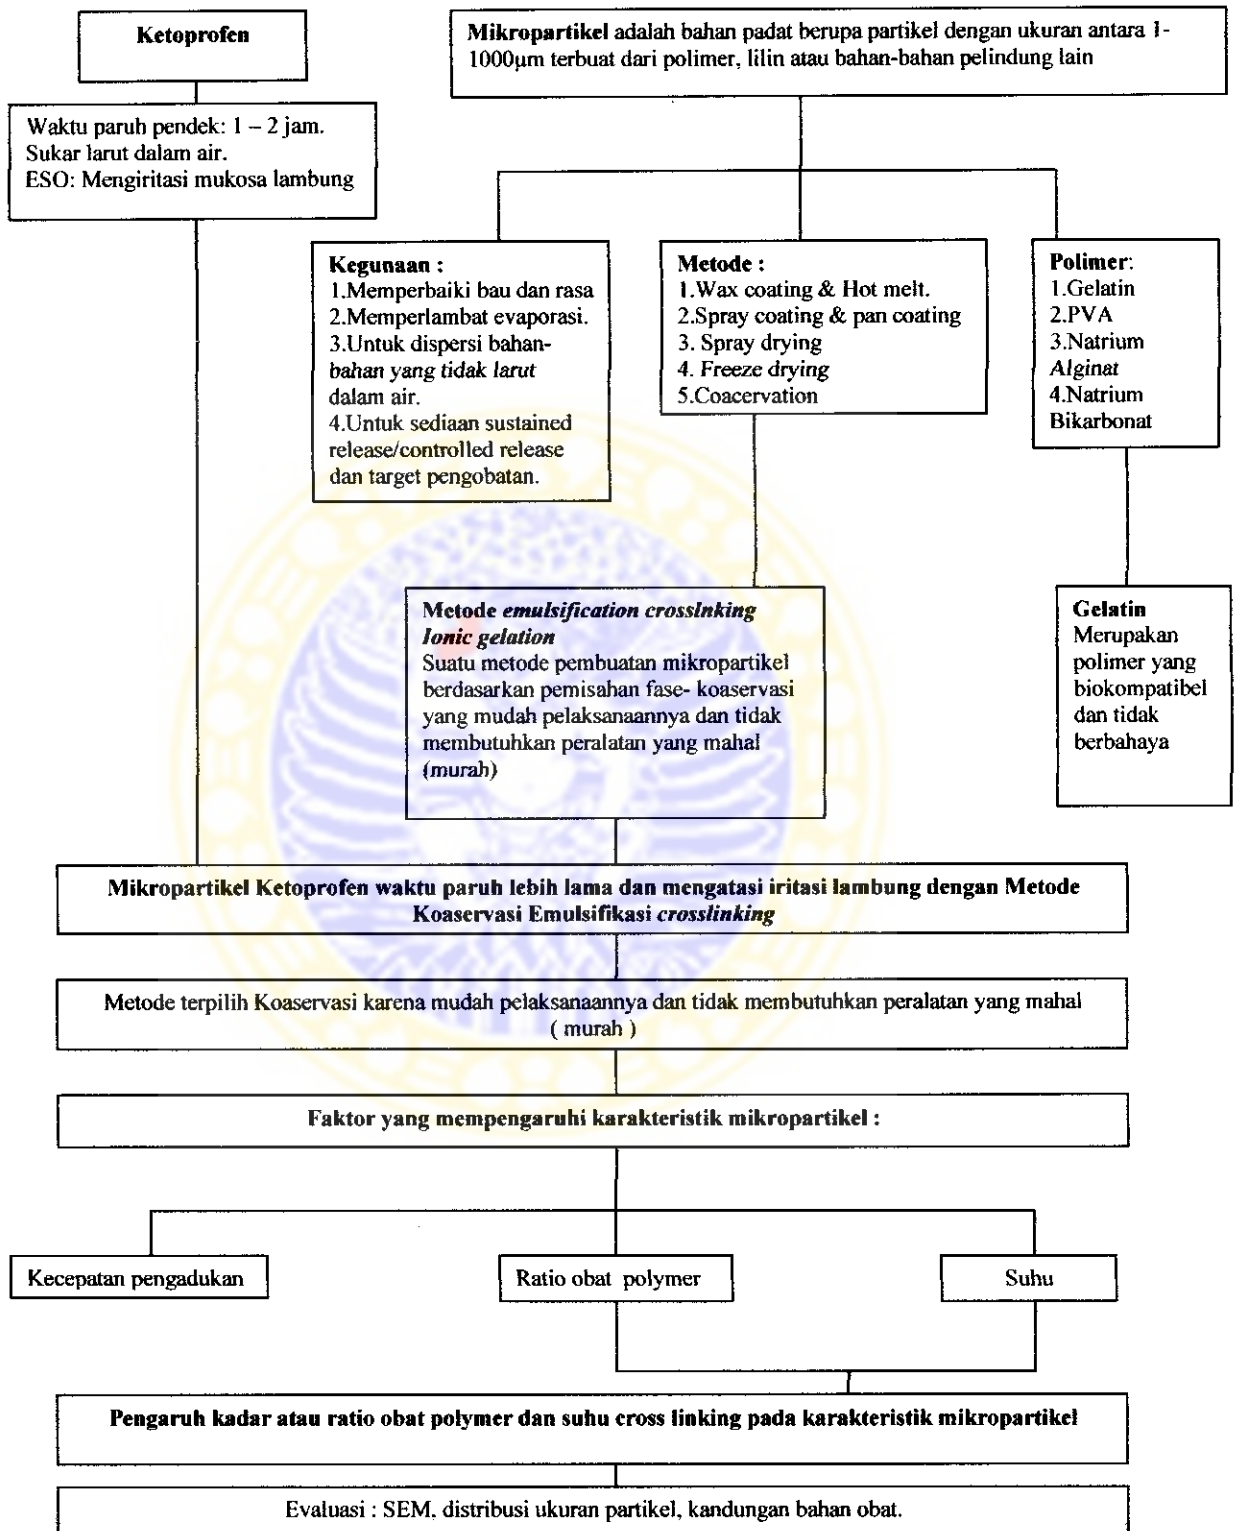 Ketoprofen
Mikropartikel adalah bahan padat berupa partikel dengan ukuran antara 1-
1000µm terbuat dari polimer, lilin atau bahan-bahan pelindung lain
Waktu paruh pendek: 1 – 2 jam.
Sukar larut dalam air.
ESO: Mengiritasi mukosa lambung
Kegunaan :
1.Memperbaiki bau dan rasa
2.Memperlambat evaporasi.
3.Untuk dispersi bahan-
bahan yang tidak larut
dalam air.
4.Untuk sediaan sustained
release/controlled release
dan target pengobatan.
Metode :
1.Wax coating & Hot melt.
2.Spray coating & pan coating
3. Spray drying
4. Freeze drying
5.Coacervation
Polimer:
1.Gelatin
2.PVA
3.Natrium
Alginat
4.Natrium
Bikarbonat
Metode emulsification crosslnking
Ionic gelation
Suatu metode pembuatan mikropartikel
berdasarkan pemisahan fase- koaservasi
yang mudah pelaksanaannya dan tidak
membutuhkan peralatan yang mahal
(murah)
Gelatin
Merupakan
polimer yang
biokompatibel
dan tidak
berbahaya
Mikropartikel Ketoprofen waktu paruh lebih lama dan mengatasi iritasi lambung dengan Metode
Koaservasi Emulsifikasi crosslinking
Metode terpilih Koaservasi karena mudah pelaksanaannya dan tidak membutuhkan peralatan yang mahal
( murah )
Faktor yang mempengaruhi karakteristik mikropartikel :
Kecepatan pengadukan
Ratio obat polymer
Suhu
Pengaruh kadar atau ratio obat polymer dan suhu cross linking pada karakteristik mikropartikel
Evaluasi : SEM, distribusi ukuran partikel, kandungan bahan obat.